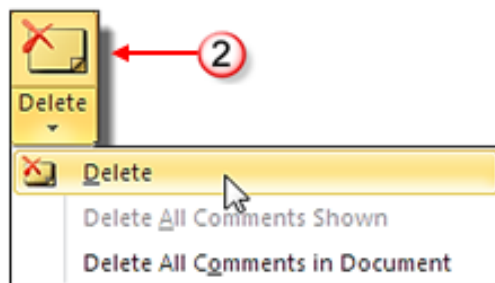 2
Delete
Delete
Delete All Comments Shown
Delete All Comments in Document